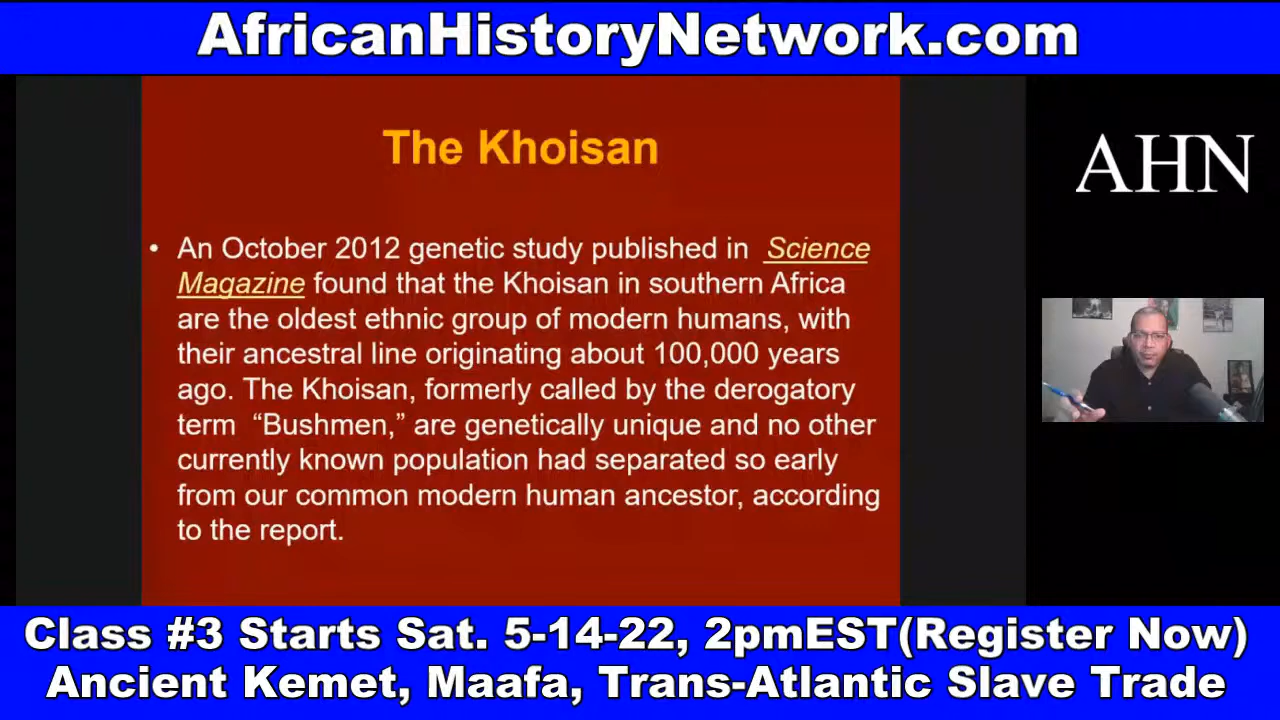 AfricanHistoryNetwork.com
The Khoisan
• An October 2012 genetic study published in Science
Magazine found that the Khoisan in southern Africa
are the oldest ethnic group of modern humans, with
their ancestral line originating about 100,000 years
ago. The Khoisan, formerly called by the derogatory
term “Bushmen,” are genetically unique and no other
currently known population had separated so early
from our common modern human ancestor, according
to the report.
AHN
Class #3 Starts Sat. 5-14-22, 2pmEST(Register Now)
Ancient Kemet, Maafa, Trans-Atlantic Slave Trade